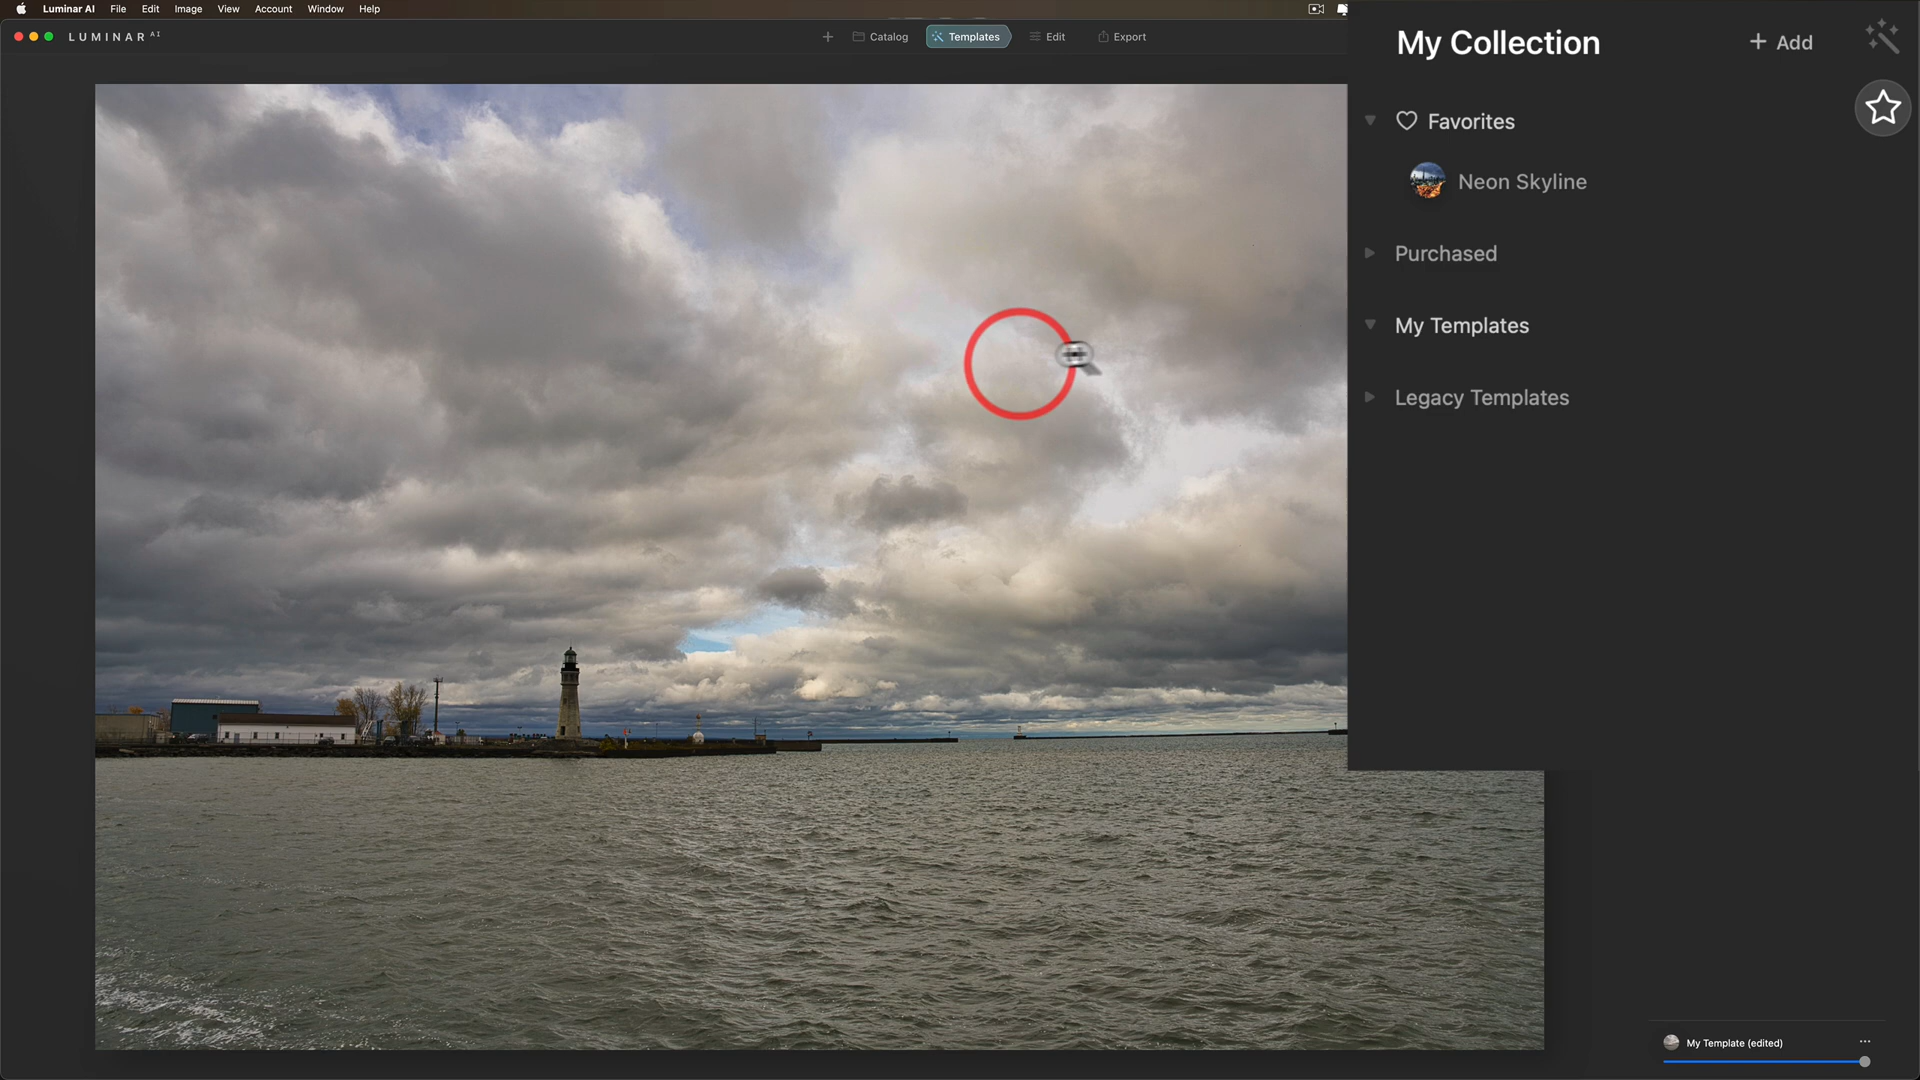 Luminar AI File Edit Image View Account Window Help
LUMINAR AI
Catalog Templates Edit Export
My Collection + Add
Favorites
Neon Skyline
Purchased
My Templates
Legacy Templates
My Template (edited)